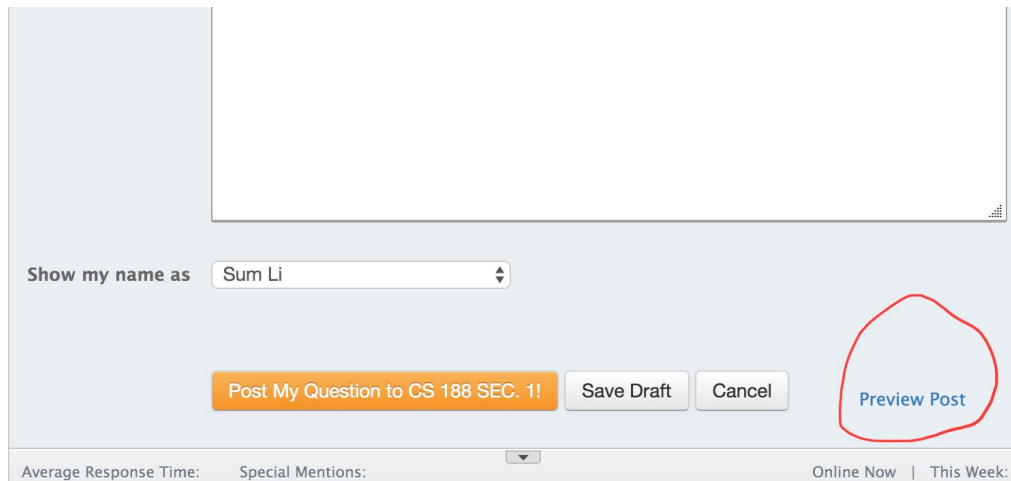 Show my name as Sum Li
Post My Question to CS 188 SEC. 1! Save Draft Cancel Preview Post
Average Response Time: Special Mentions: Online Now | This Week: